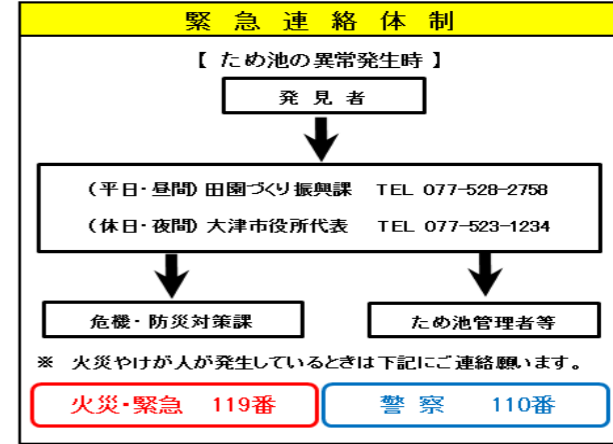 緊急連絡体制
【 ため池の異常発生時 】
発見者
(平日・昼間) 田園づくり振興課 TEL 077-528-2758
(休日・夜間) 大津市役所代表 TEL 077-523-1234
危機・防災対策課 ため池管理者等
※ 火災やけが人が発生しているときは下記にご連絡願います。
火災・緊急 119番 警察 110番